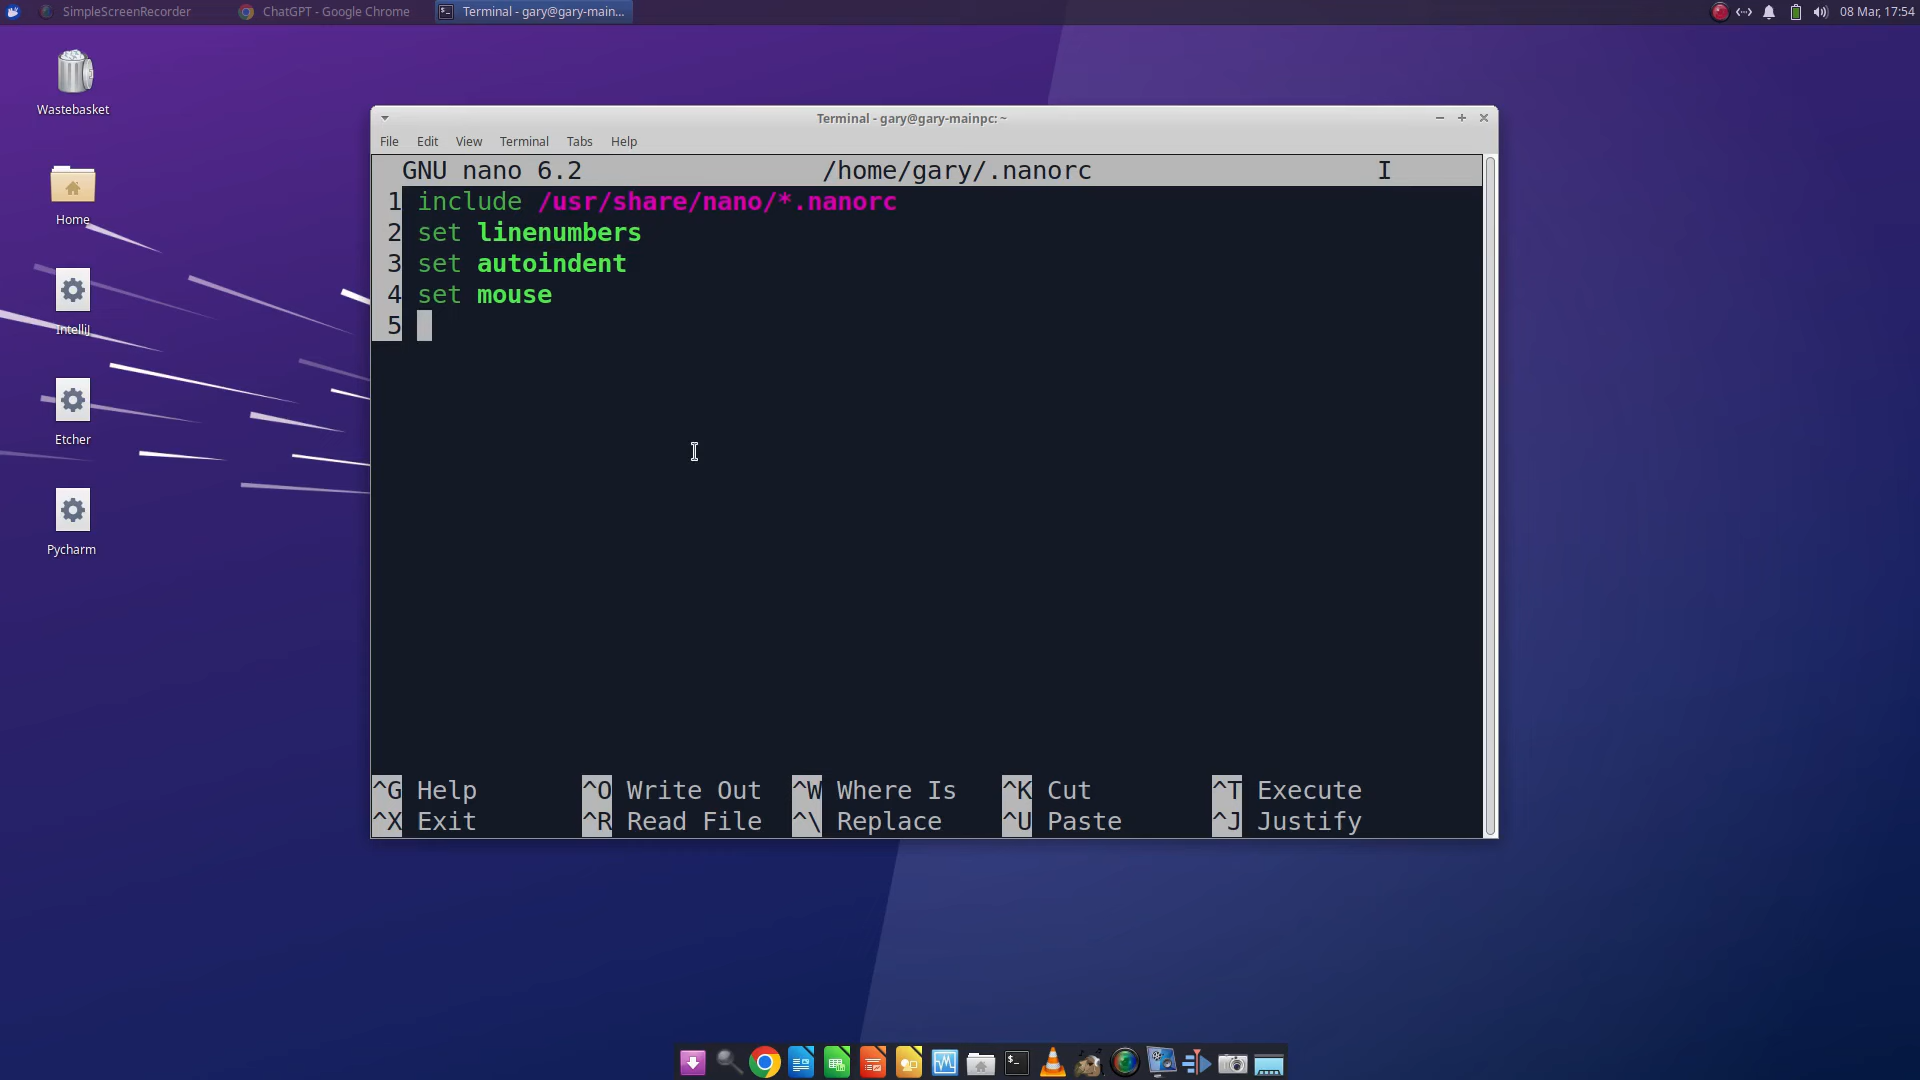 SimpleScreenRecorder
ChatGPT - Google Chrome
Terminal - gary@gary-main...
08 Mar, 17:54
Wastebasket
Home
IntelliJ
Etcher
Pycharm
Terminal - gary@gary-mainpc: ~
File Edit View Terminal Tabs Help
GNU nano 6.2 /home/gary/.nanorc I
1 include /usr/share/nano/*.nanorc
2 set linenumbers
3 set autoindent
4 set mouse
5
^G Help ^O Write Out ^W Where Is ^K Cut ^T Execute
^X Exit ^R Read File ^\ Replace ^U Paste ^J Justify